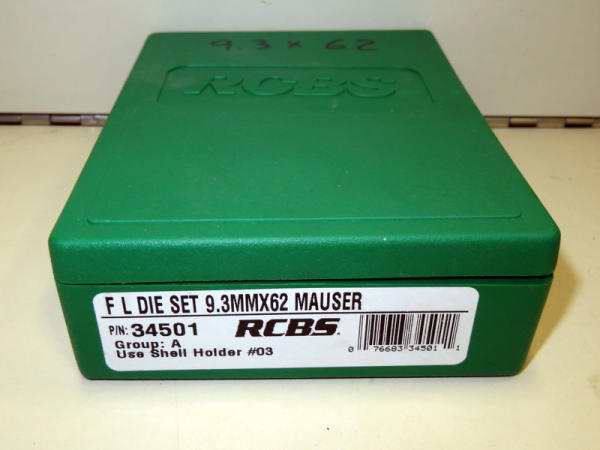 9.3 x 62
RCBS
F L DIE SET 9.3MMX62 MAUSER
P/N: 34501 RCBS.
Group: A
Use Shell Holder #03
0 76683 34501 1